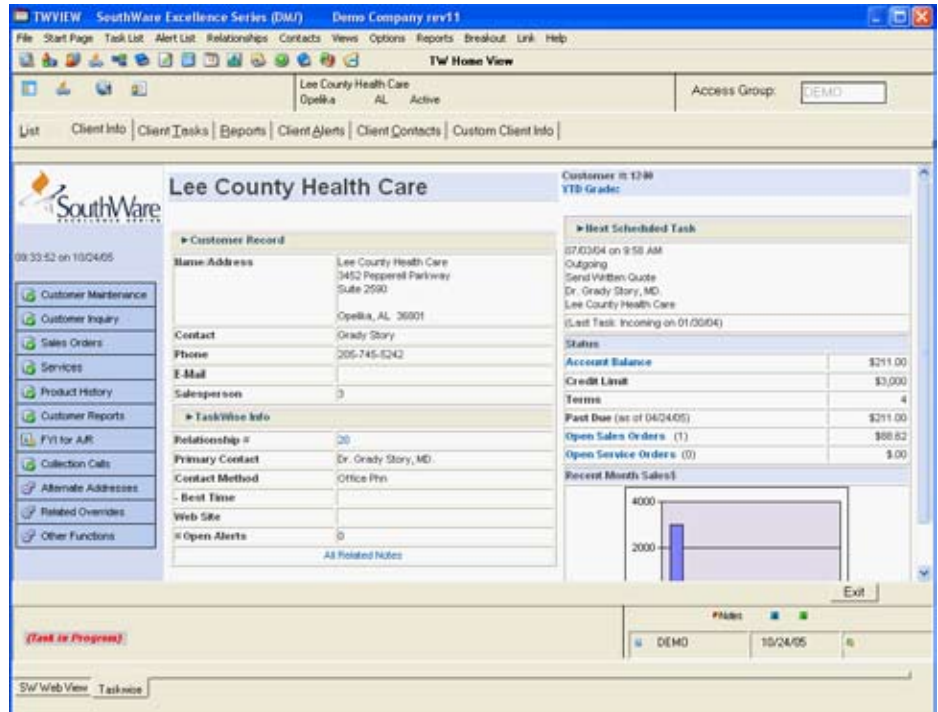 TWVIEW SouthWare Excellence Series (DMJ) Demo Company rev11
File Start Page Task List Alert List Relationships Contacts Views Options Reports Breakout Link Help
TW Home View
Lee County Health Care
Opelika AL Active
Access Group: DEMO
List Client Info Client Tasks Reports Client Alerts Client Contacts Custom Client Info
SouthWare
EXCELLENCE SERIES
09:33:52 on 10/24/05
Customer Maintenance
Customer Inquiry
Sales Orders
Services
Product History
Customer Reports
FYI for A/R
Collection Calls
Alternate Addresses
Related Overrides
Other Functions
Lee County Health Care
Customer Record
Name/Address Lee County Health Care
3452 Pepperell Parkway
Suite 2590
Opelika, AL 36801
Contact Grady Story
Phone 205-745-5242
E-Mail
Salesperson 3
TaskWise Info
Relationship # 20
Primary Contact Dr. Grady Story, MD.
Contact Method Office Phn
- Best Time
Web Site
# Open Alerts 0
All Related Notes
Customer #: 1200
YTD Grade:
Next Scheduled Task
07/03/04 on 9:58 AM
Outgoing
Send Written Quote
Dr. Grady Story, MD.
Lee County Health Care
(Last Task: Incoming on 01/30/04)
Status
Account Balance $211.00
Credit Limit $3,000
Terms 4
Past Due (as of 04/24/05) $211.00
Open Sales Orders (1) $88.62
Open Service Orders (0) $.00
Recent Month Sales$
4000
2000
Exit
(Task in Progress)
Notes
DEMO 10/24/05
SW Web View Taskwise